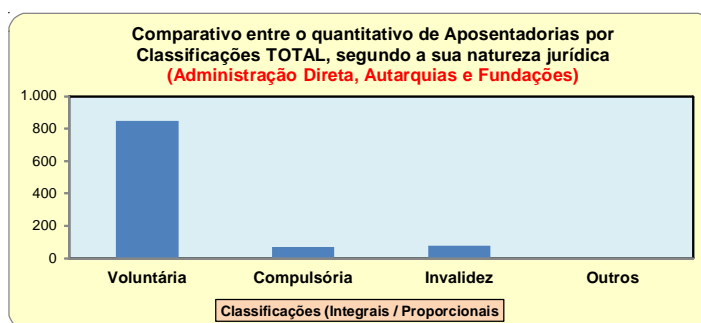 Comparativo entre o quantitativo de Aposentadorias por
Classificações TOTAL, segundo a sua natureza jurídica
(Administração Direta, Autarquias e Fundações)
1.000
800
600
400
200
0
Voluntária Compulsória Invalidez Outros
Classificações (Integrais / Proporcionais